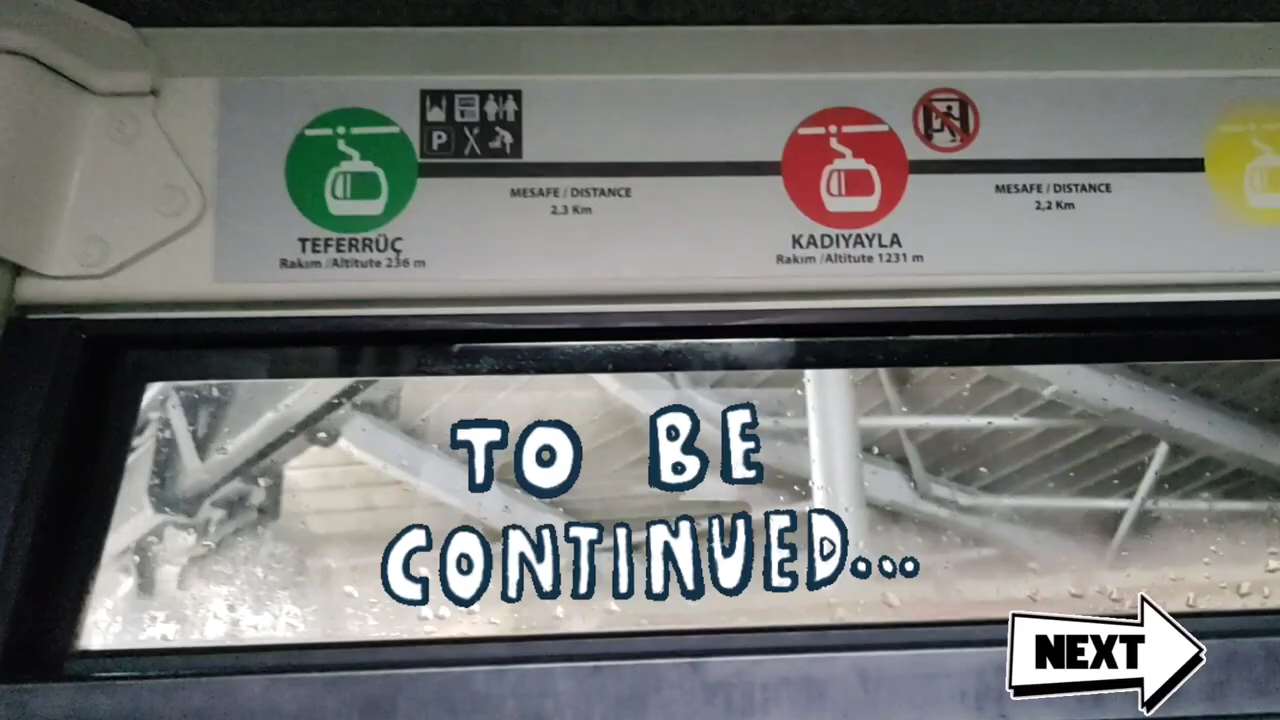 P
MESAFE / DISTANCE
2,3 Km
MESAFE / DISTANCE
2,2 Km
TEFERRÜÇ
Rakım /Altitute 236 m
KADIYAYLA
Rakım /Altitute 1231 m
TO BE
CONTINUED...
NEXT